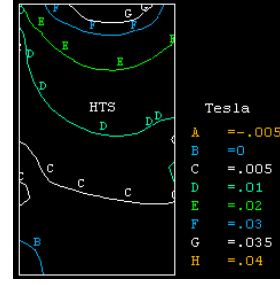 G G
F F
E E
D
E
D
HTS
D D D
Tesla
A =-.005
B =0
C =.005
D =.01
E =.02
F =.03
G =.035
H =.04
C C
C C
B